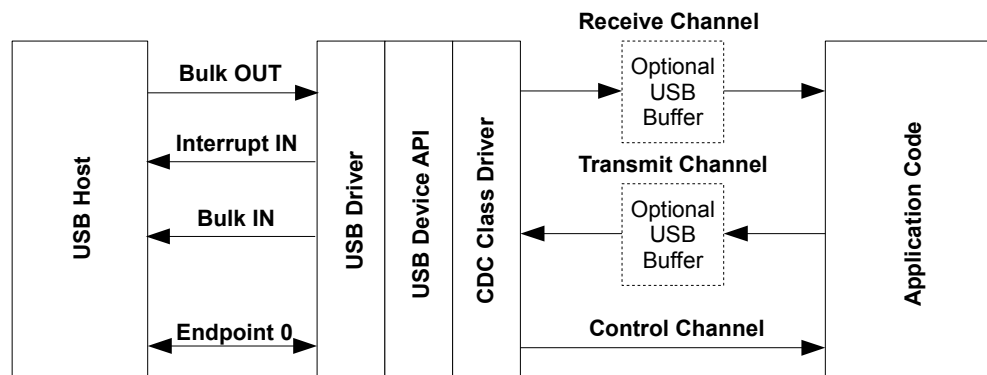 Receive Channel
Bulk OUT
Optional
USB
Buffer
Interrupt IN
Transmit Channel
Bulk IN
Optional
USB
Buffer
Endpoint 0
Control Channel
USB Host
USB Driver
USB Device API
CDC Class Driver
Application Code